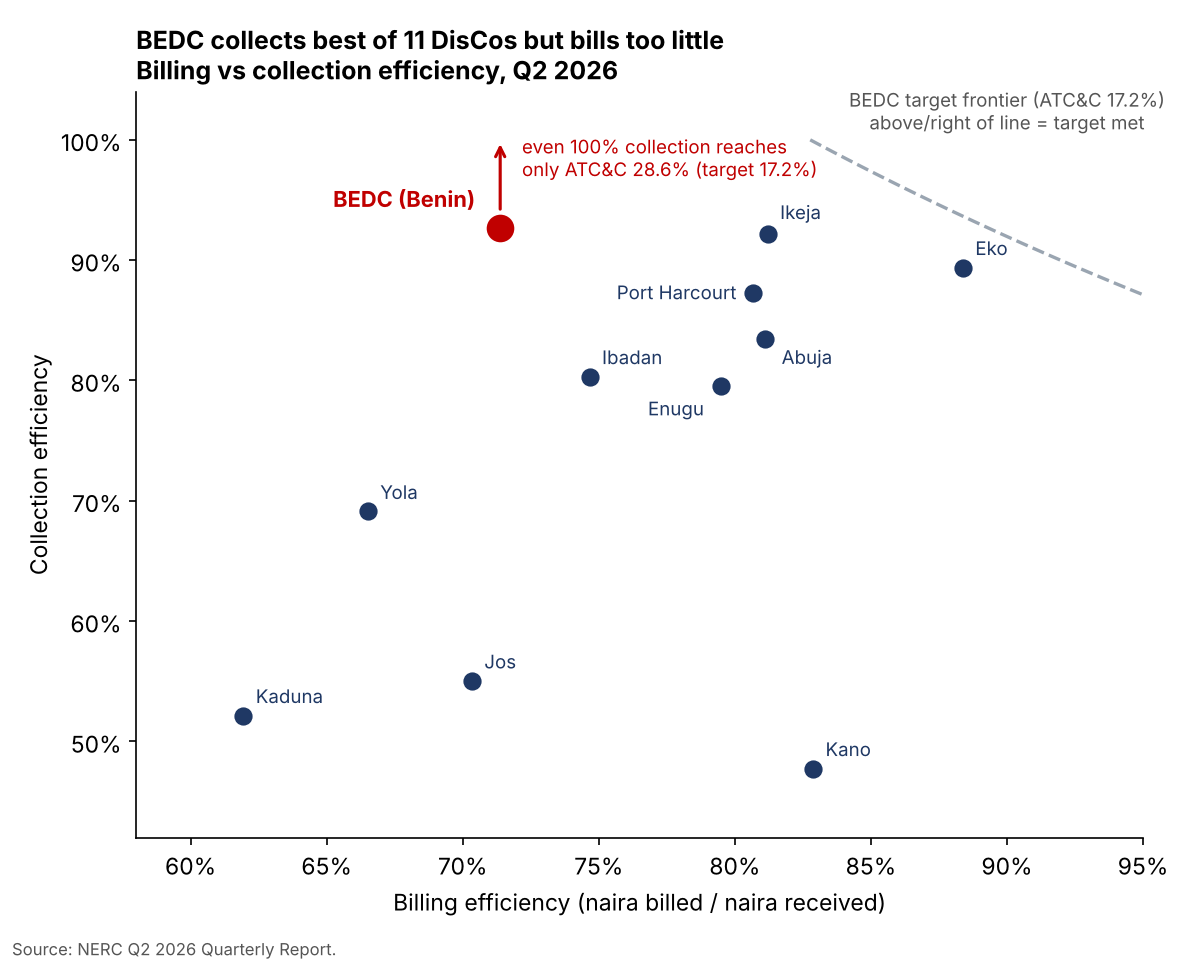 BEDC collects best of 11 DisCos but bills too little
Billing vs collection efficiency, Q2 2026
BEDC target frontier (ATC&C 17.2%)
above/right of line = target met
even 100% collection reaches
only ATC&C 28.6% (target 17.2%)
BEDC (Benin)
Ikeja
Eko
Port Harcourt
Abuja
Ibadan
Enugu
Yola
Jos
Kaduna
Kano
Collection efficiency
100%
90%
80%
70%
60%
50%
60%
65%
70%
75%
80%
85%
90%
95%
Billing efficiency (naira billed / naira received)
Source: NERC Q2 2026 Quarterly Report.